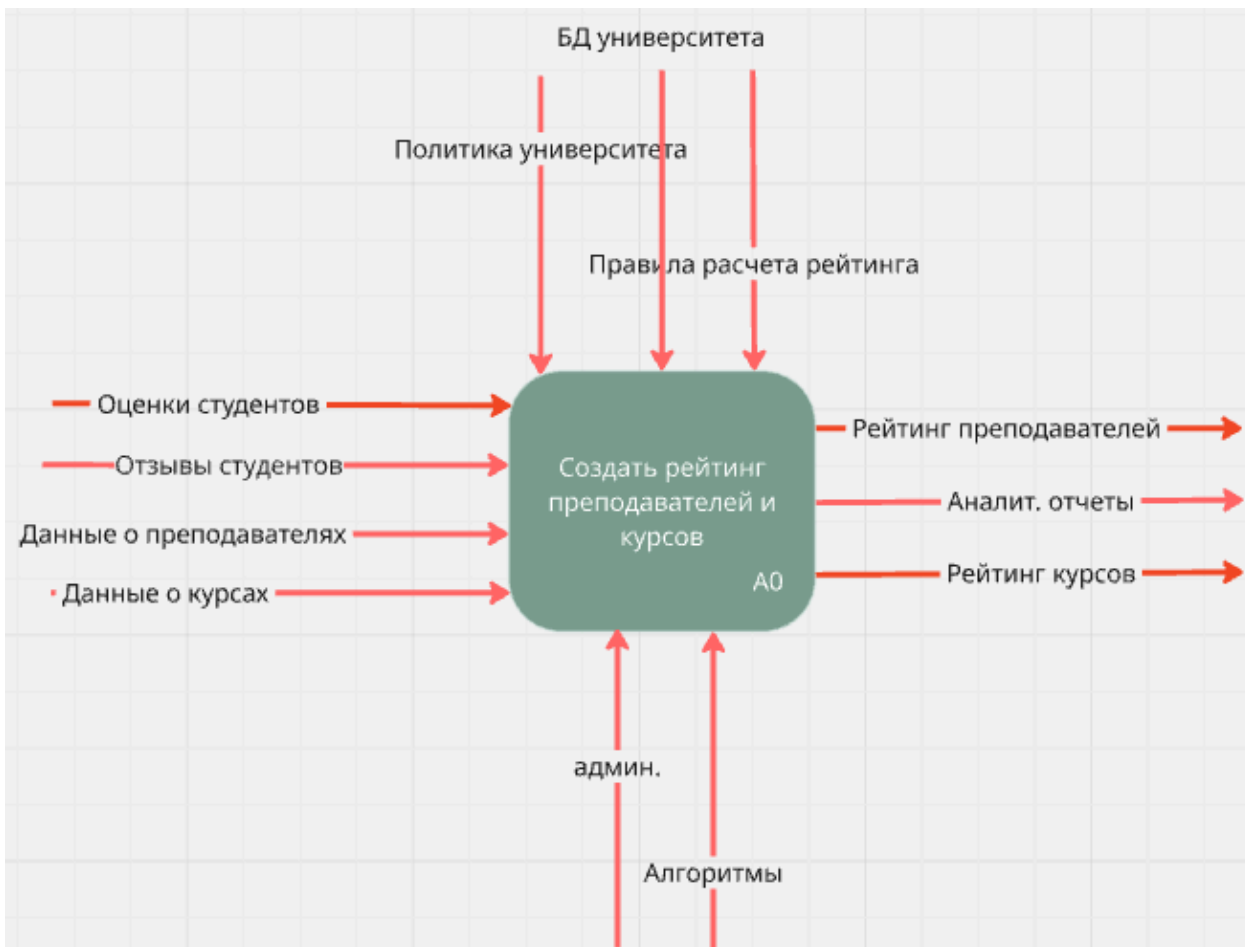 БД университета
Политика университета
Правила расчета рейтинга
Оценки студентов
Отзывы студентов
Данные о преподавателях
Данные о курсах
Создать рейтинг
преподавателей и
курсов
A0
Рейтинг преподавателей
Аналит. отчеты
Рейтинг курсов
админ.
Алгоритмы